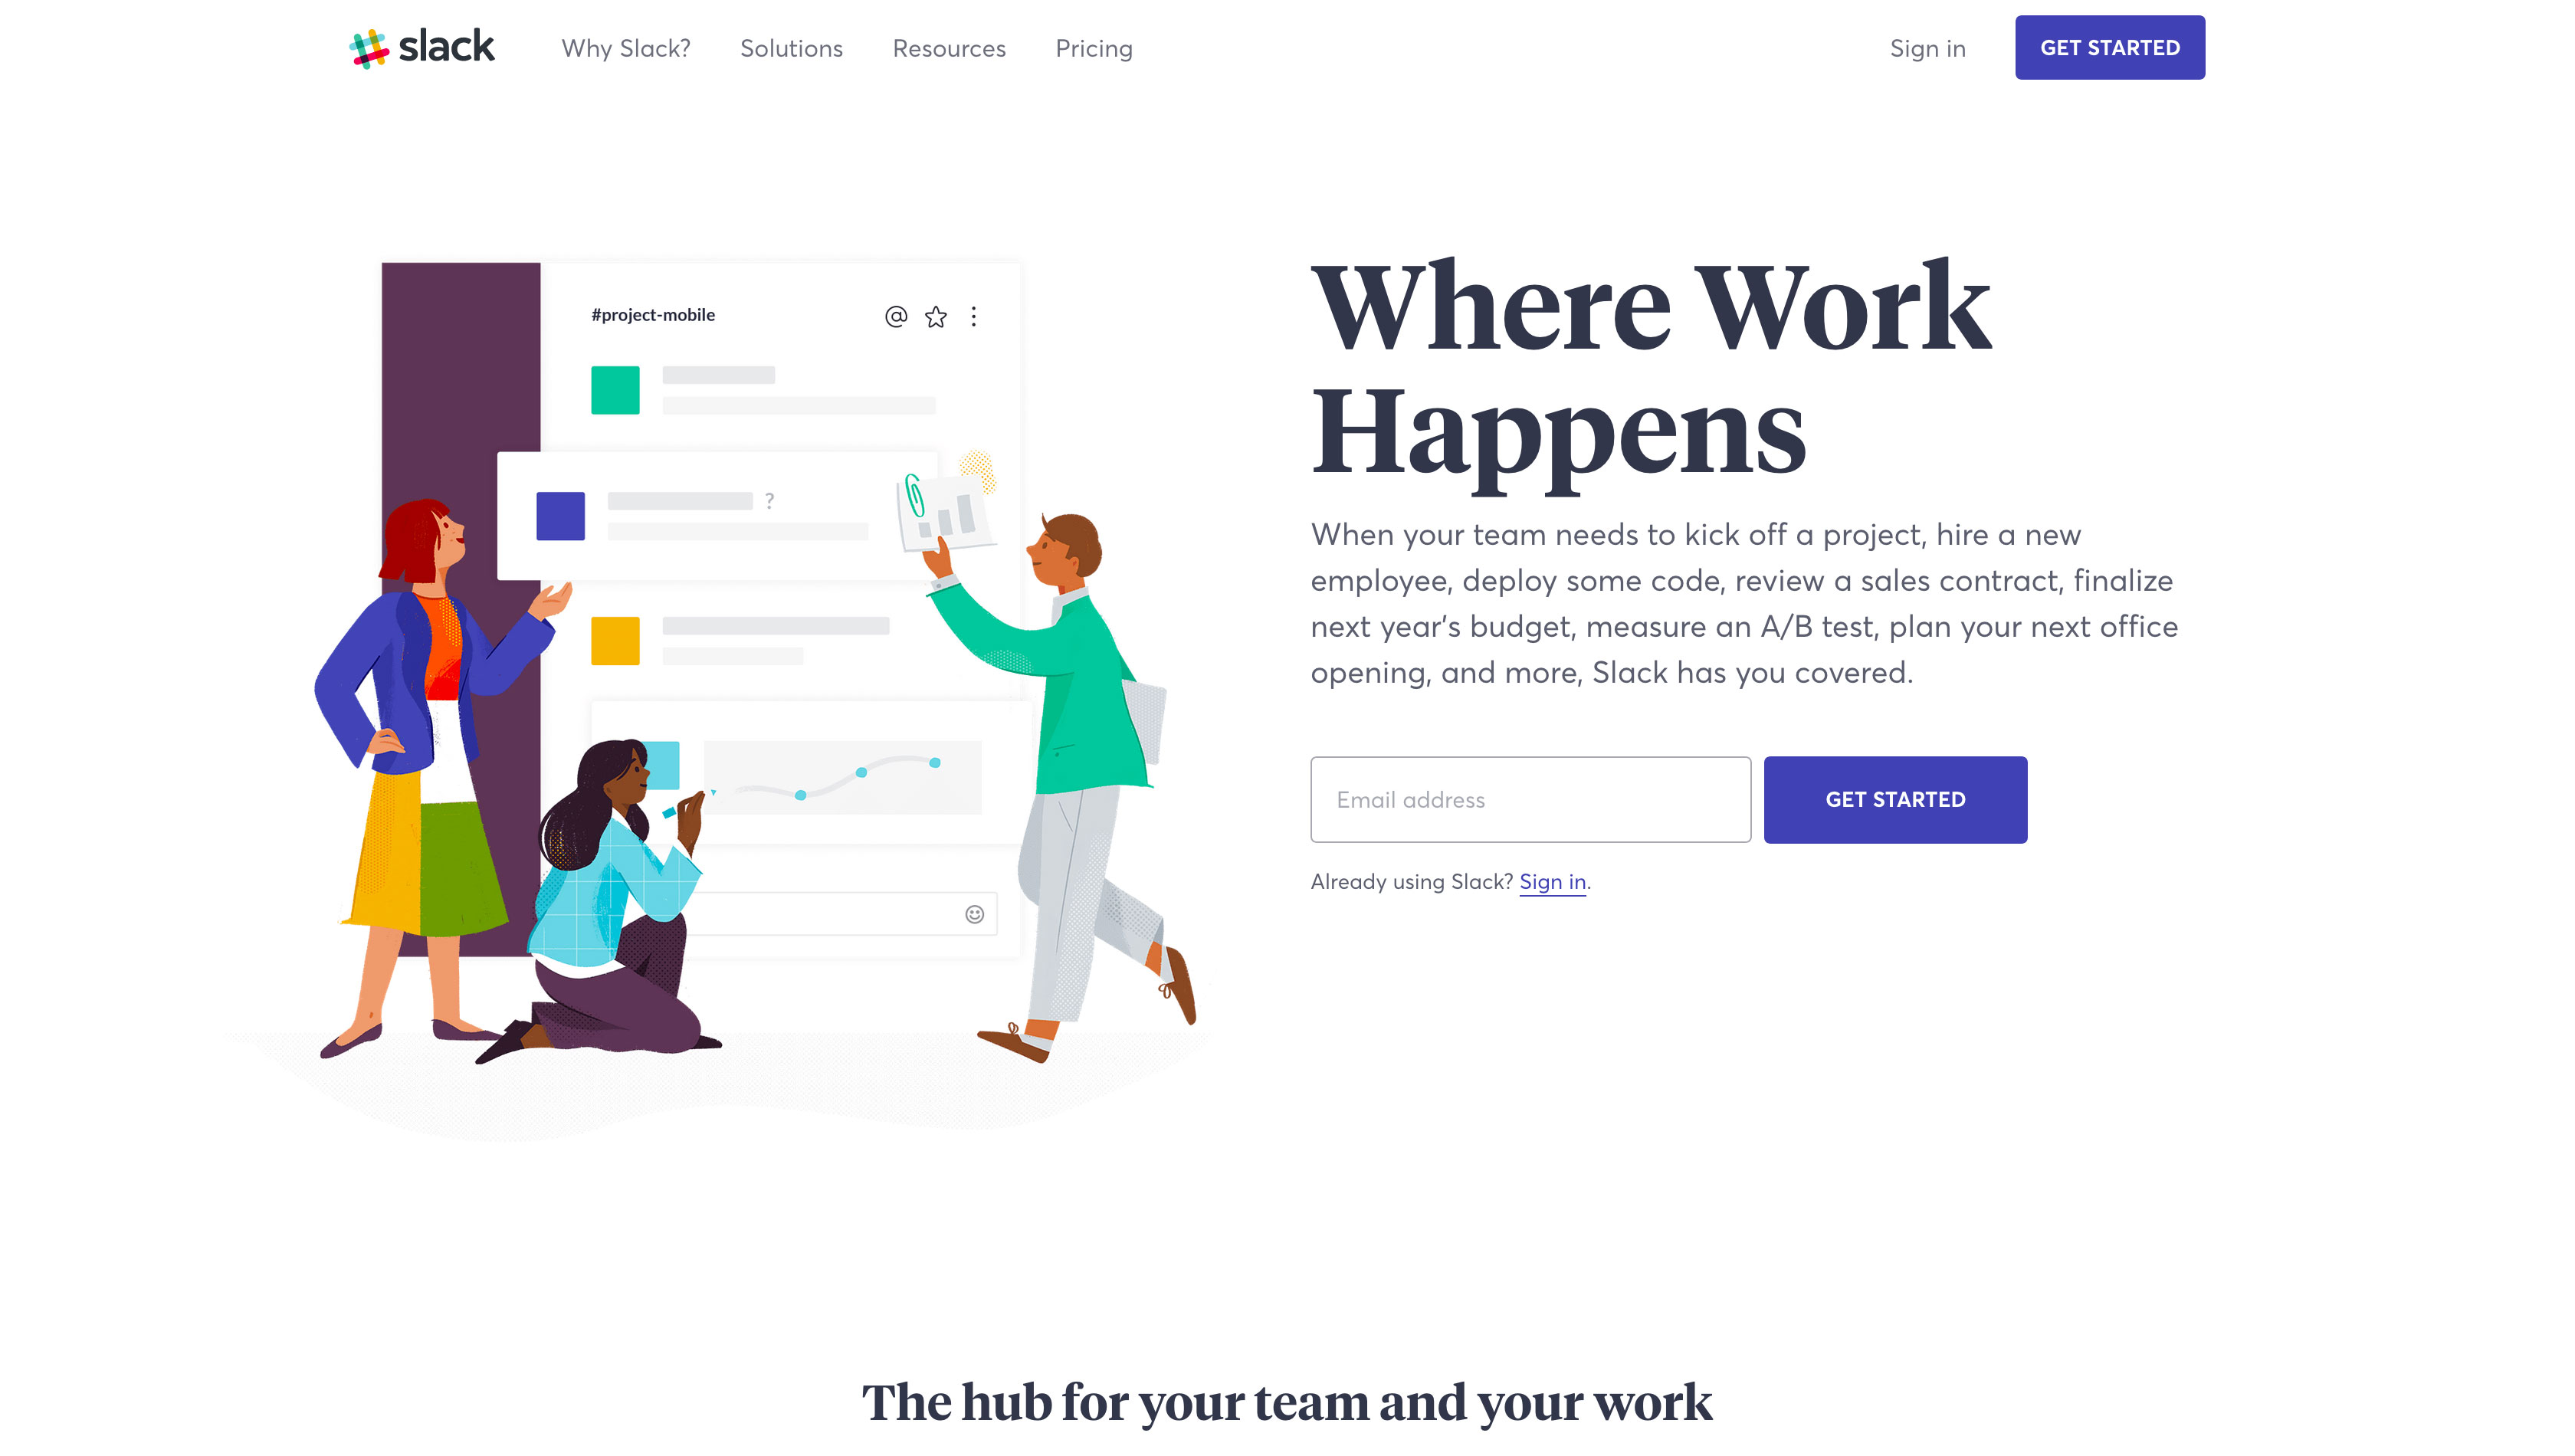 slack
Why Slack?
Solutions
Resources
Pricing
Sign in
GET STARTED
#project-mobile
?
Where Work
Happens
When your team needs to kick off a project, hire a new
employee, deploy some code, review a sales contract, finalize
next year’s budget, measure an A/B test, plan your next office
opening, and more, Slack has you covered.
Email address
GET STARTED
Already using Slack? Sign in.
The hub for your team and your work